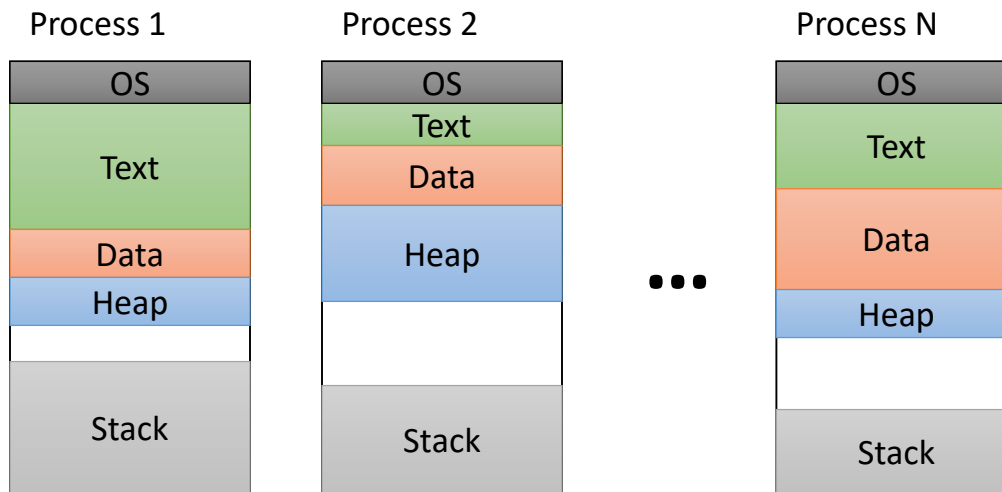 Process 1
OS
Text
Data
Heap
Stack
Process 2
OS
Text
Data
Heap
Stack
...
Process N
OS
Text
Data
Heap
Stack